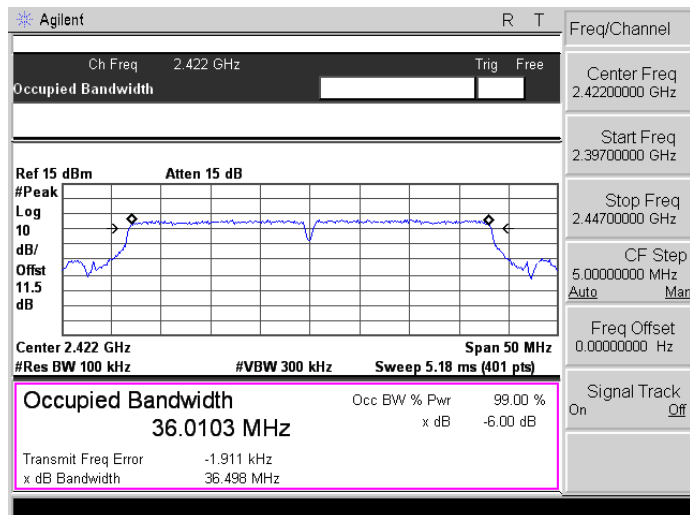 Agilent R T
Ch Freq 2.422 GHz Trig Free
Occupied Bandwidth
Ref 15 dBm Atten 15 dB
#Peak
Log
10
dB/
Offst
11.5
dB
Center 2.422 GHz Span 50 MHz
#Res BW 100 kHz #VBW 300 kHz Sweep 5.18 ms (401 pts)
Occupied Bandwidth Occ BW % Pwr 99.00 %
36.0103 MHz x dB -6.00 dB
Transmit Freq Error -1.911 kHz
x dB Bandwidth 36.498 MHz
Freq/Channel
Center Freq
2.42200000 GHz
Start Freq
2.39700000 GHz
Stop Freq
2.44700000 GHz
CF Step
5.00000000 MHz
Auto Man
Freq Offset
0.00000000 Hz
Signal Track
On Off